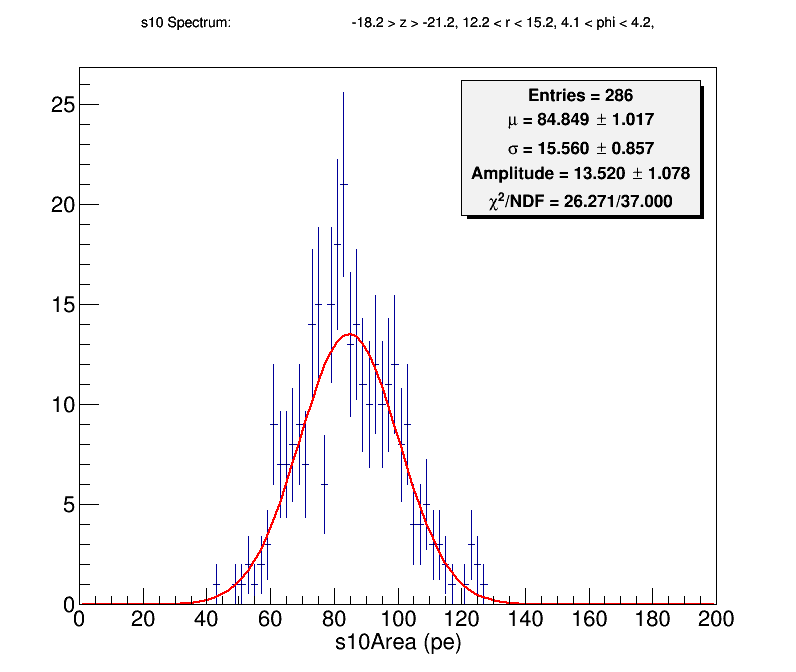 s10 Spectrum: -18.2 > z > -21.2, 12.2 < r < 15.2, 4.1 < phi < 4.2,
Entries = 286
μ = 84.849 ± 1.017
σ = 15.560 ± 0.857
Amplitude = 13.520 ± 1.078
χ²/NDF = 26.271/37.000
25
20
15
10
5
0
0 20 40 60 80 100 120 140 160 180 200
s10Area (pe)